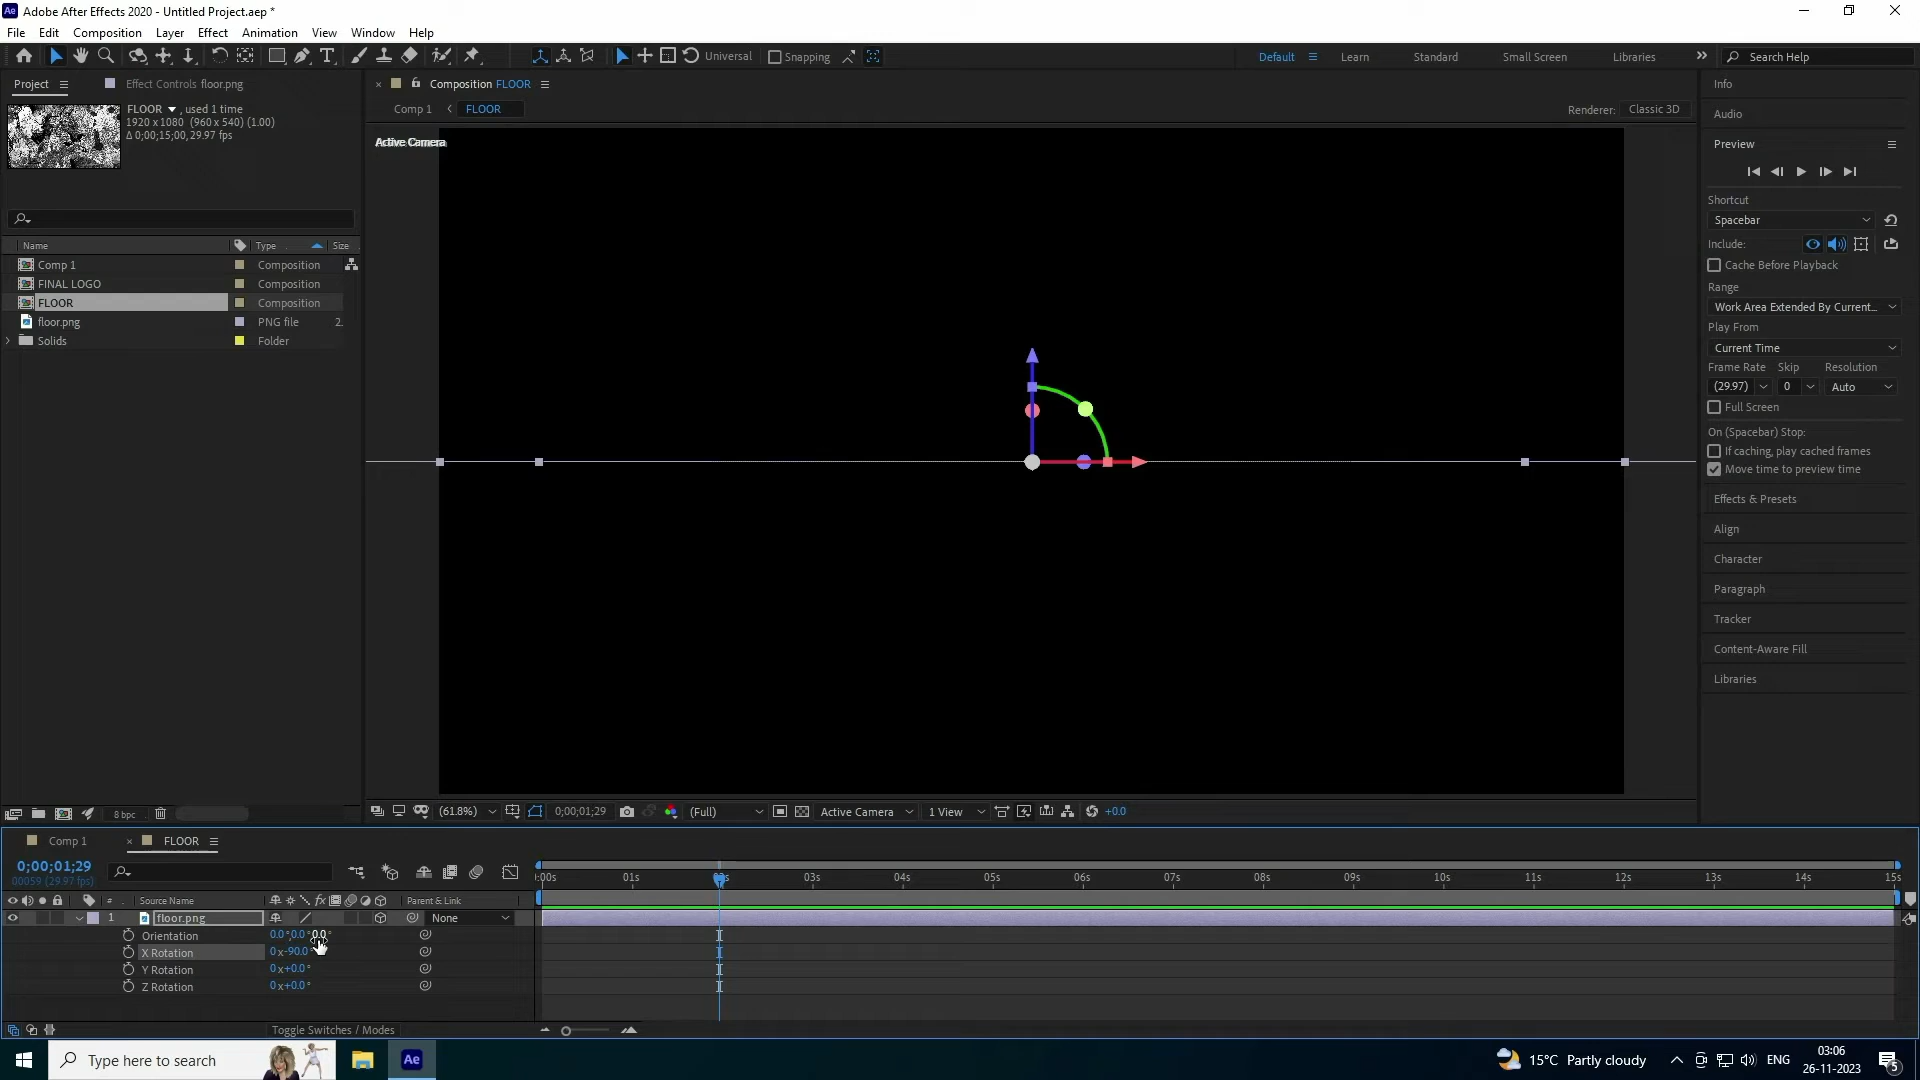 Adobe After Effects 2020 - Untitled Project.aep *
File Edit Composition Layer Effect Animation View Window Help
Universal Snapping Default Learn Standard Small Screen Libraries Search Help
Project Effect Controls floor.png
FLOOR , used 1 time
1920 x 1080 (960 x 540) (1.00)
Δ 0;00;15;00, 29.97 fps
Name Type Size
Comp 1 Composition
FINAL LOGO Composition
FLOOR Composition
floor.png PNG file 2.
Solids Folder
8 bpc
Composition FLOOR
Comp 1 FLOOR Renderer: Classic 3D
Active Camera
(61.8%) 0;00;01;29 (Full) Active Camera 1 View +0.0
Info
Audio
Preview
Shortcut
Spacebar
Include:
Cache Before Playback
Range
Work Area Extended By Current...
Play From
Current Time
Frame Rate Skip Resolution
(29.97) 0 Auto
Full Screen
On (Spacebar) Stop:
If caching, play cached frames
Move time to preview time
Effects & Presets
Align
Character
Paragraph
Tracker
Content-Aware Fill
Libraries
Comp 1 FLOOR
0;00;01;29
00059 (29.97 fps)
:00s 01s 03s 04s 05s 06s 07s 08s 09s 10s 11s 12s 13s 14s 15s
# Source Name Parent & Link
1 floor.png None
Orientation 0.0°,0.0°
X Rotation 0x-90.0°
Y Rotation 0x+0.0°
Z Rotation 0x+0.0°
Toggle Switches / Modes
Type here to search
Ae
15°C Partly cloudy ENG 03:06
26-11-2023 5